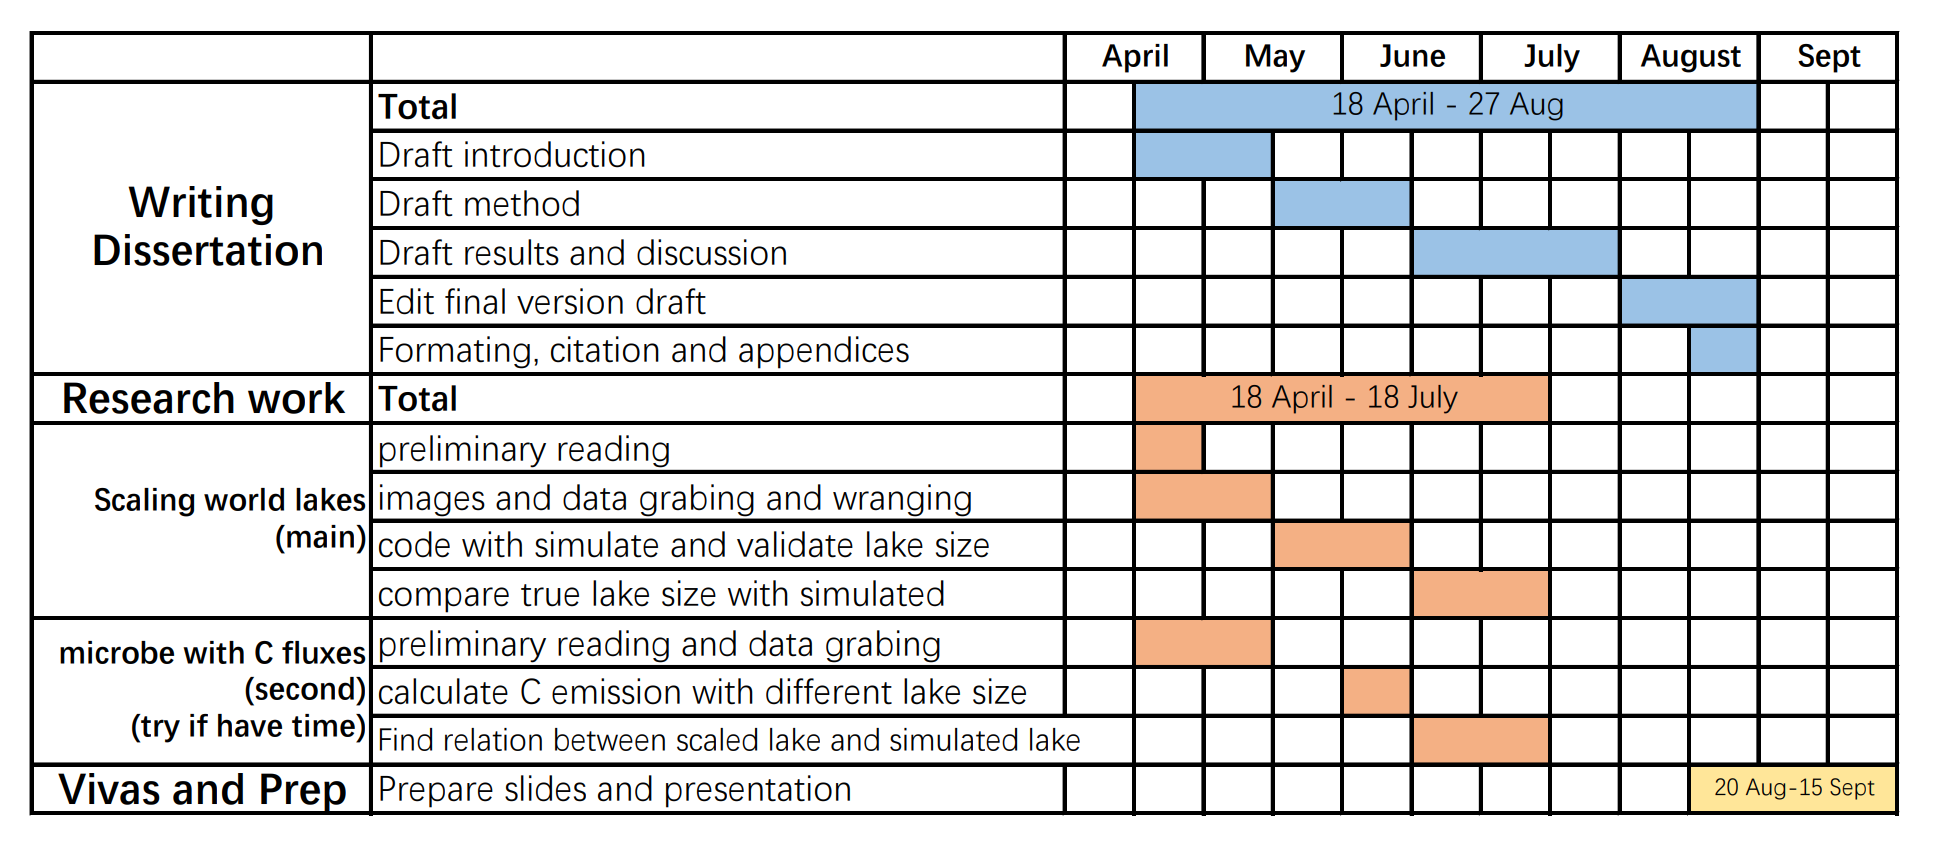 April May June July August Sept
Writing
Dissertation
Total
18 April - 27 Aug
Draft introduction
Draft method
Draft results and discussion
Edit final version draft
Formating, citation and appendices
Research work
Total
18 April - 18 July
Scaling world lakes
(main)
preliminary reading
images and data grabing and wranging
code with simulate and validate lake size
compare true lake size with simulated
microbe with C fluxes
(second)
(try if have time)
preliminary reading and data grabing
calculate C emission with different lake size
Find relation between scaled lake and simulated lake
Vivas and Prep
Prepare slides and presentation
20 Aug-15 Sept